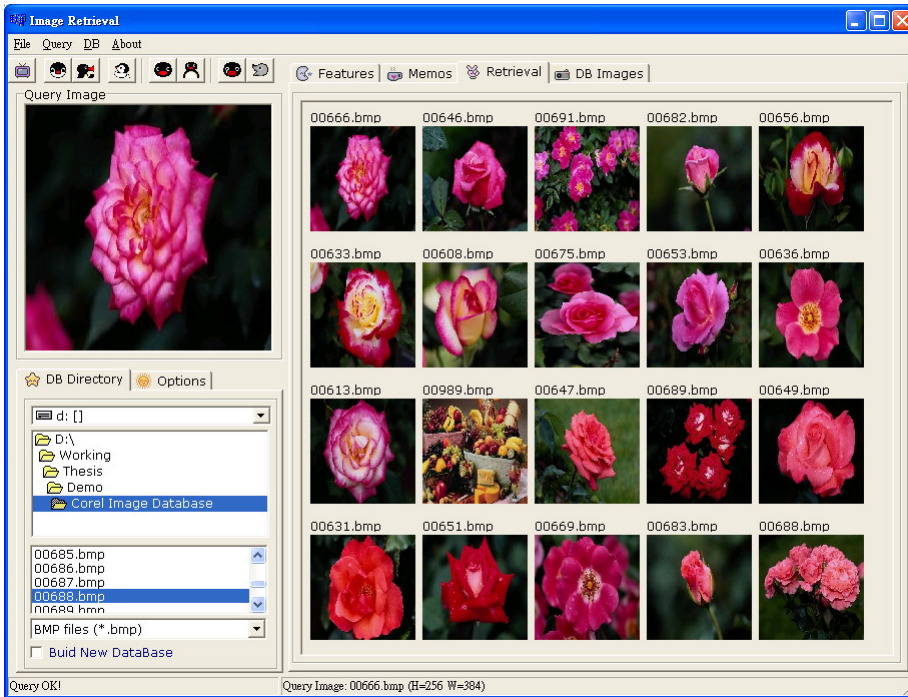 Image Retrieval
File Query DB About
Features Memos Retrieval DB Images
Query Image
00666.bmp 00646.bmp 00691.bmp 00682.bmp 00656.bmp
00633.bmp 00608.bmp 00675.bmp 00653.bmp 00636.bmp
00613.bmp 00989.bmp 00647.bmp 00689.bmp 00649.bmp
00631.bmp 00651.bmp 00669.bmp 00683.bmp 00688.bmp
DB Directory Options
d: []
D:\
Working
Thesis
Demo
Corel Image Database
00685.bmp
00686.bmp
00687.bmp
00688.bmp
00689.bmp
BMP files (*.bmp)
Buid New DataBase
Query OK!
Query Image: 00666.bmp (H=256 W=384)